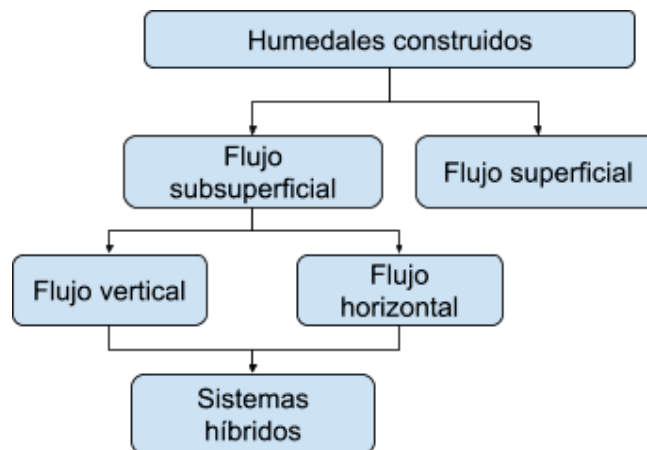 Humedales construidos
Flujo
subsuperficial
Flujo superficial
Flujo vertical
Flujo
horizontal
Sistemas
híbridos